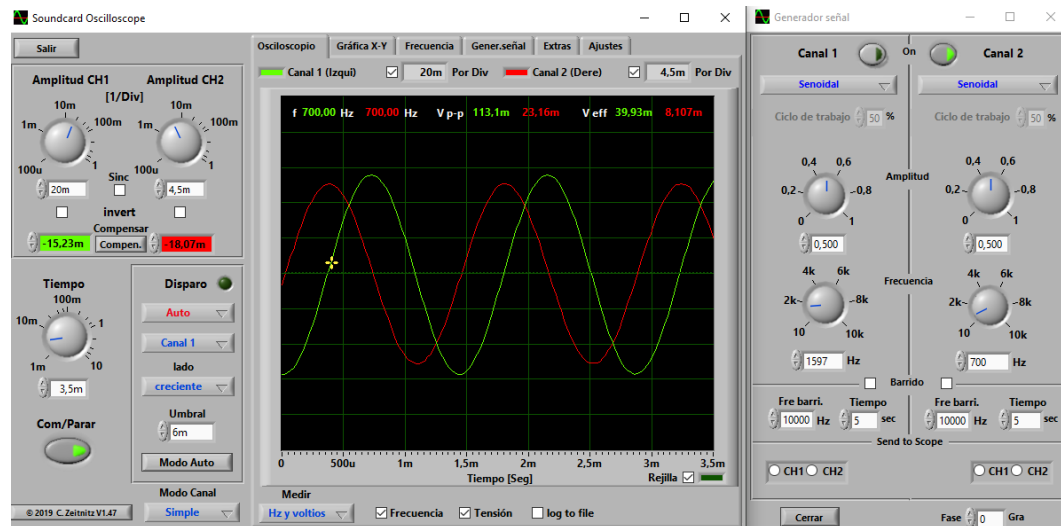 Soundcard Oscilloscope
Salir
Amplitud CH1 Amplitud CH2
[1/Div]
10m 10m
1m 100m 1m 100m
100u 1 100u 1
Sinc
20m 4,5m
invert
Compensar
-15,23m Compen. -18,07m
Tiempo
100m
10m 1
1m 10
3,5m
Com/Parar
Disparo
Auto
Canal 1
lado
creciente
Umbral
6m
Modo Auto
Modo Canal
Simple
© 2019 C.Zeitnitz V1.47
Osciloscopio Gráfica X-Y Frecuencia Gener.señal Extras Ajustes
Canal 1 (Izqui) 20m Por Div Canal 2 (Dere) 4,5m Por Div
f 700,00 Hz 700,00 Hz V p-p 113,1m 23,16m V eff 39,93m 8,107m
0 500u 1m 1,5m 2m 2,5m 3m 3,5m
Tiempo [Seg] Rejilla
Medir
Hz y voltios Frecuencia Tensión log to file
Generador señal
Canal 1 On Canal 2
Senoidal Senoidal
Ciclo de trabajo 50 % Ciclo de trabajo 50 %
0,4 0,6 0,4 0,6
Amplitud
0,2 0,8 0,2 0,8
0 1 0 1
0,500 0,500
4k 6k 4k 6k
Frecuencia
2k 8k 2k 8k
10 10k 10 10k
1597 Hz 700 Hz
Barrido
Fre barri. Tiempo Fre barri. Tiempo
10000 Hz 5 sec 10000 Hz 5 sec
Send to Scope
CH1 CH2 CH1 CH2
Cerrar Fase 0 Gra